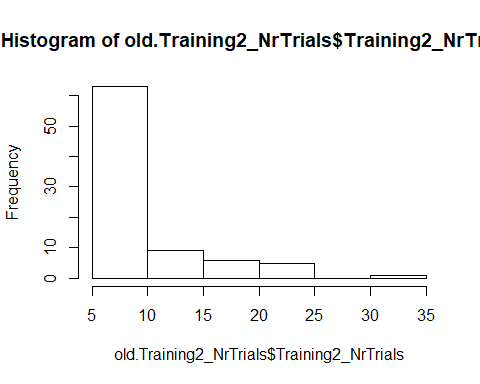 Histogram of old.Training2_NrTrials$Training2_NrT
Frequency
50
30
10
0
5 10 15 20 25 30 35
old.Training2_NrTrials$Training2_NrTrials